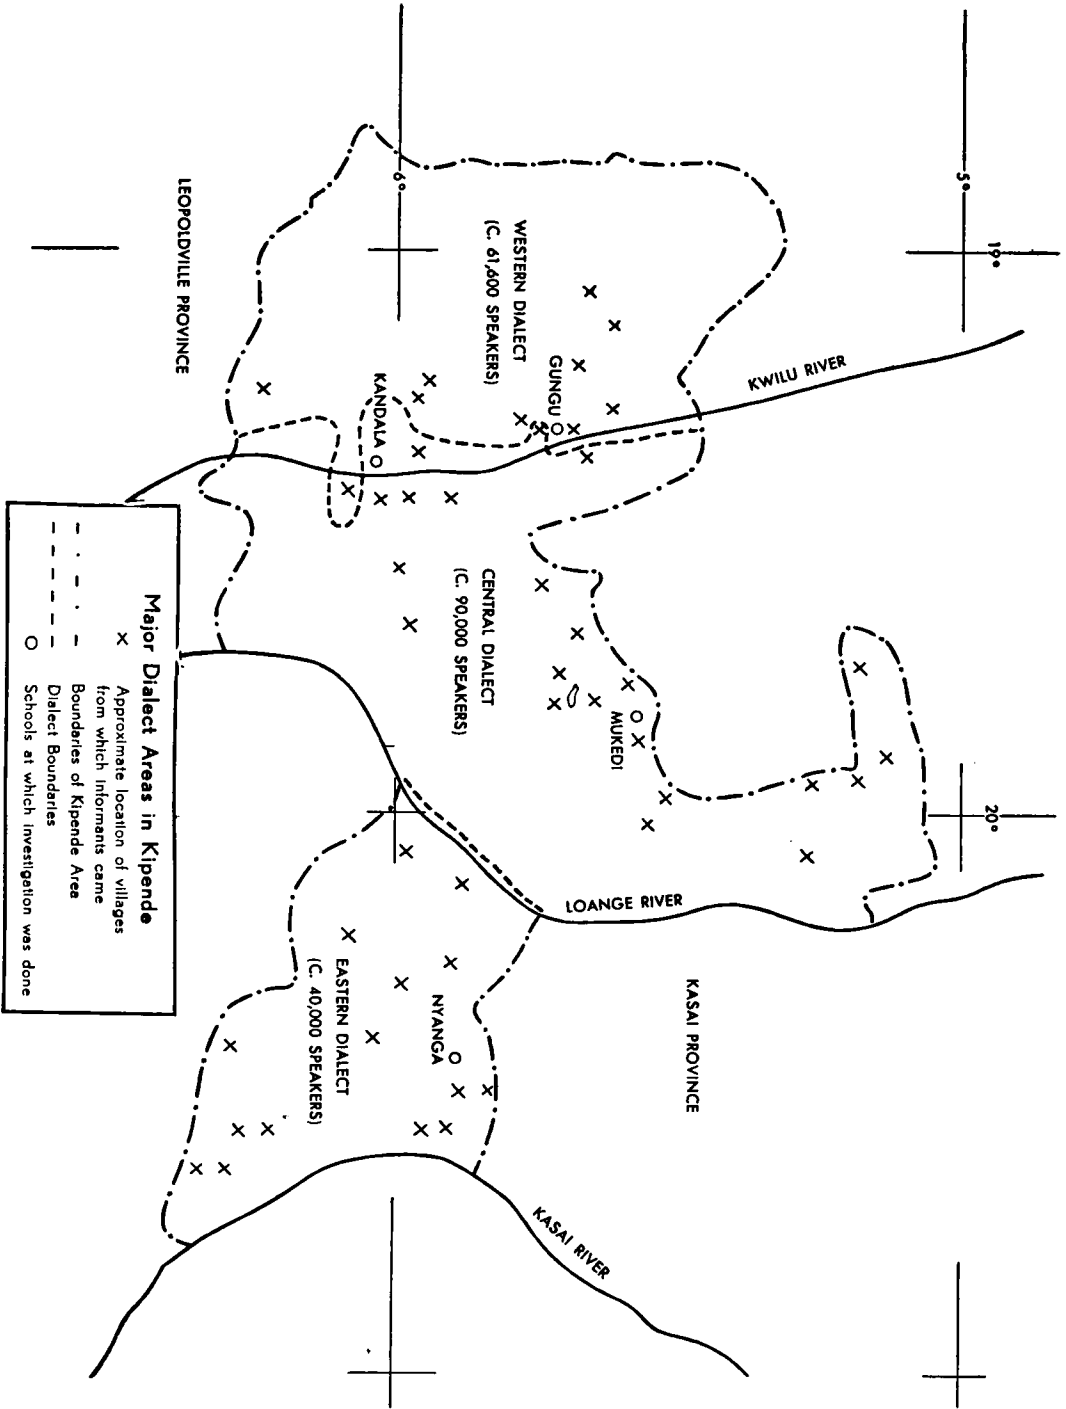 19°
20°
5°
KWILU RIVER
LOANGE RIVER
KASAI PROVINCE
KASAI RIVER
GUNGU
MUKEDI
WESTERN DIALECT
(C. 61,600 SPEAKERS)
CENTRAL DIALECT
(C. 90,000 SPEAKERS)
NYANGA
6°
KANDALA
EASTERN DIALECT
(C. 40,000 SPEAKERS)
LEOPOLDVILLE PROVINCE
Major Dialect Areas in Kipende
X Approximate location of villages
from which informants came
Boundaries of Kipende Area
Dialect Boundaries
O Schools at which investigation was done